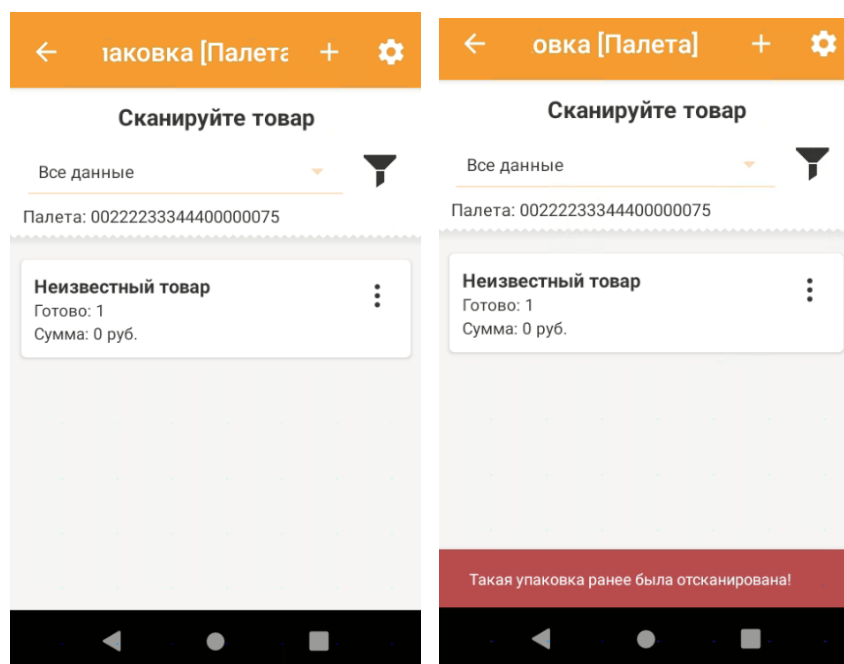 аковка [Палета
Сканируйте товар
Все данные
Палета: 00222233344400000075
Неизвестный товар
Готово: 1
Сумма: 0 руб.
овка [Палета]
Сканируйте товар
Все данные
Палета: 00222233344400000075
Неизвестный товар
Готово: 1
Сумма: 0 руб.
Такая упаковка ранее была отсканирована!